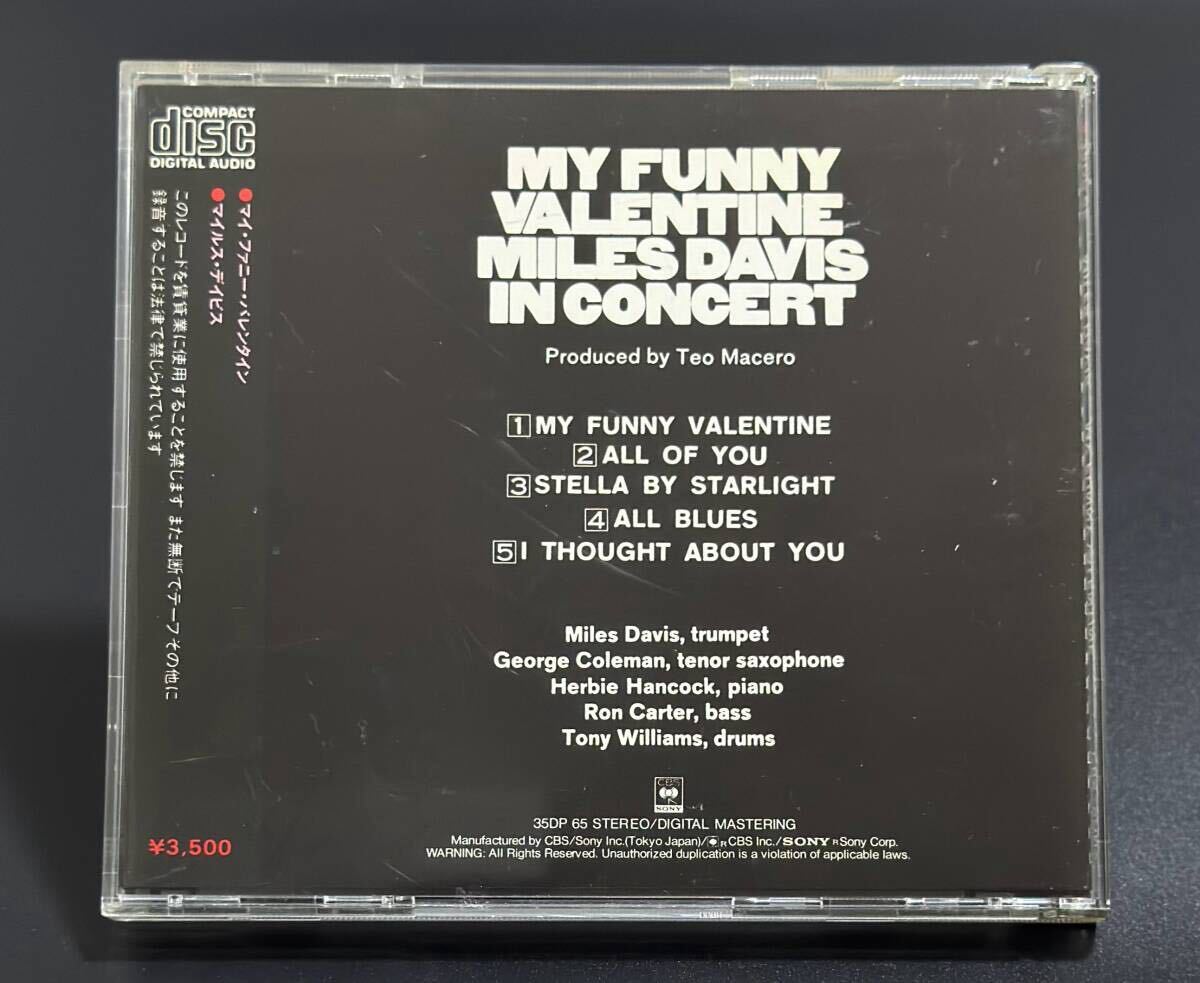 COMPACT
disc
DIGITAL AUDIO
●マイ・ファニー・バレンタイン
●マイルス・デイビス
このレコードを賃貸業に使用することを禁じます また無断でテープその他に
録音することは法律で禁じられています
¥3,500
MY FUNNY
VALENTINE
MILES DAVIS
IN CONCERT
Produced by Teo Macero
1 MY FUNNY VALENTINE
2 ALL OF YOU
3 STELLA BY STARLIGHT
4 ALL BLUES
5 I THOUGHT ABOUT YOU
Miles Davis, trumpet
George Coleman, tenor saxophone
Herbie Hancock, piano
Ron Carter, bass
Tony Williams, drums
CBS
SONY
35DP 65 STEREO/DIGITAL MASTERING
Manufactured by CBS/Sony Inc.(Tokyo Japan)/R CBS Inc./SONY R Sony Corp.
WARNING: All Rights Reserved. Unauthorized duplication is a violation of applicable laws.